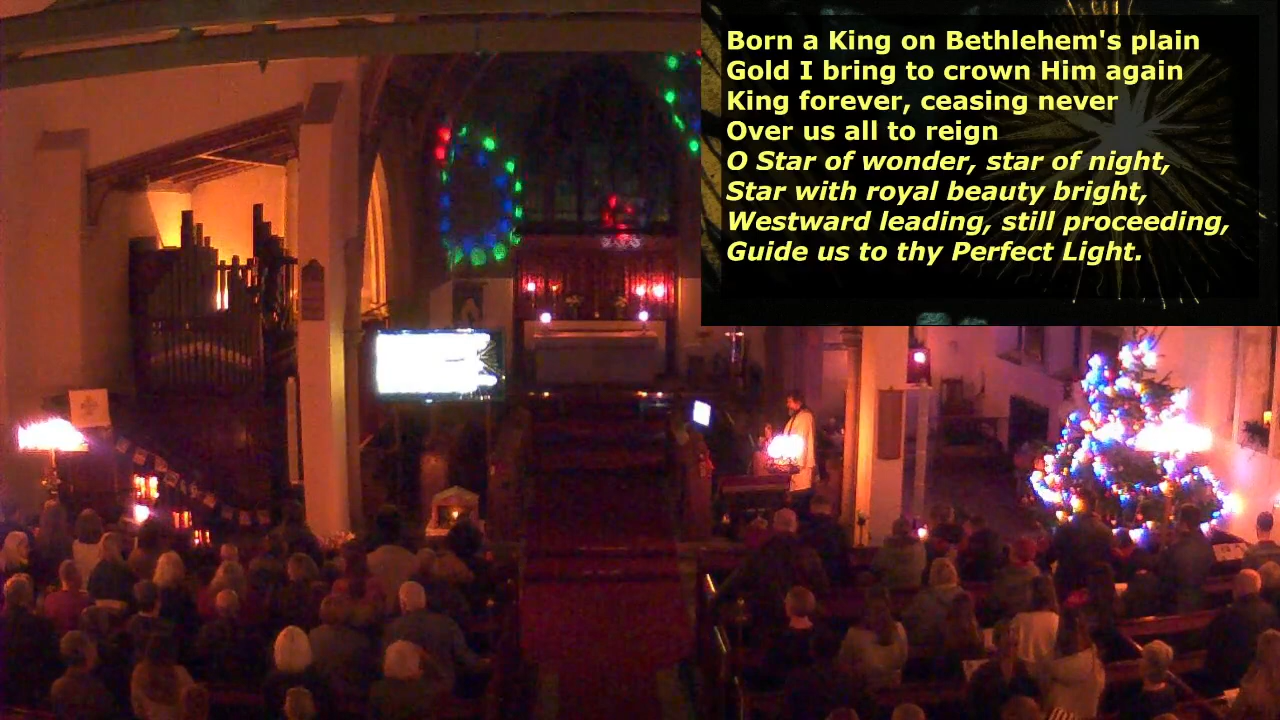 Born a King on Bethlehem's plain
Gold I bring to crown Him again
King forever, ceasing never
Over us all to reign
O Star of wonder, star of night,
Star with royal beauty bright,
Westward leading, still proceeding,
Guide us to thy Perfect Light.